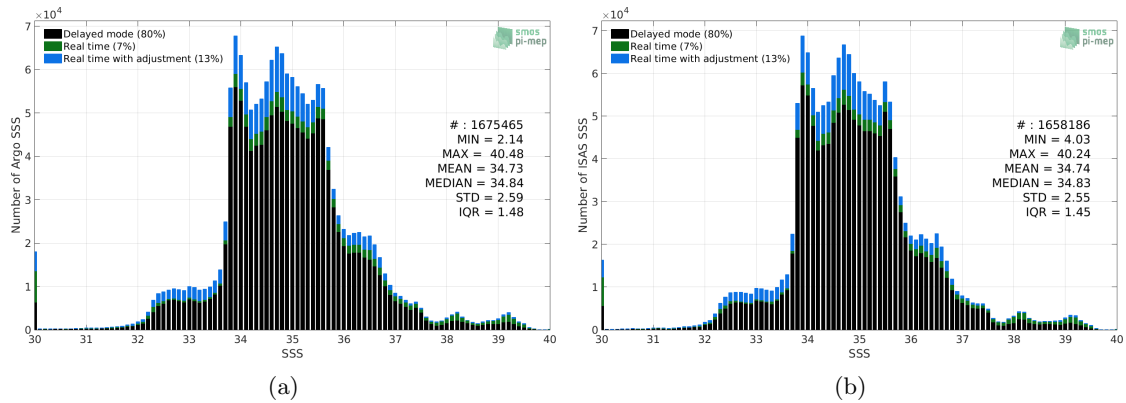 ×10⁴
Delayed mode (80%)
Real time (7%)
Real time with adjustment (13%)
smos
pi-mep
# : 1675465
MIN = 2.14
MAX = 40.48
MEAN = 34.73
MEDIAN = 34.84
STD = 2.59
IQR = 1.48
Number of Argo SSS
7
6
5
4
3
2
1
0
30 31 32 33 34 35 36 37 38 39 40
SSS
(a)
×10⁴
Delayed mode (80%)
Real time (7%)
Real time with adjustment (13%)
smos
pi-mep
# : 1658186
MIN = 4.03
MAX = 40.24
MEAN = 34.74
MEDIAN = 34.83
STD = 2.55
IQR = 1.45
Number of ISAS SSS
7
6
5
4
3
2
1
0
30 31 32 33 34 35 36 37 38 39 40
SSS
(b)